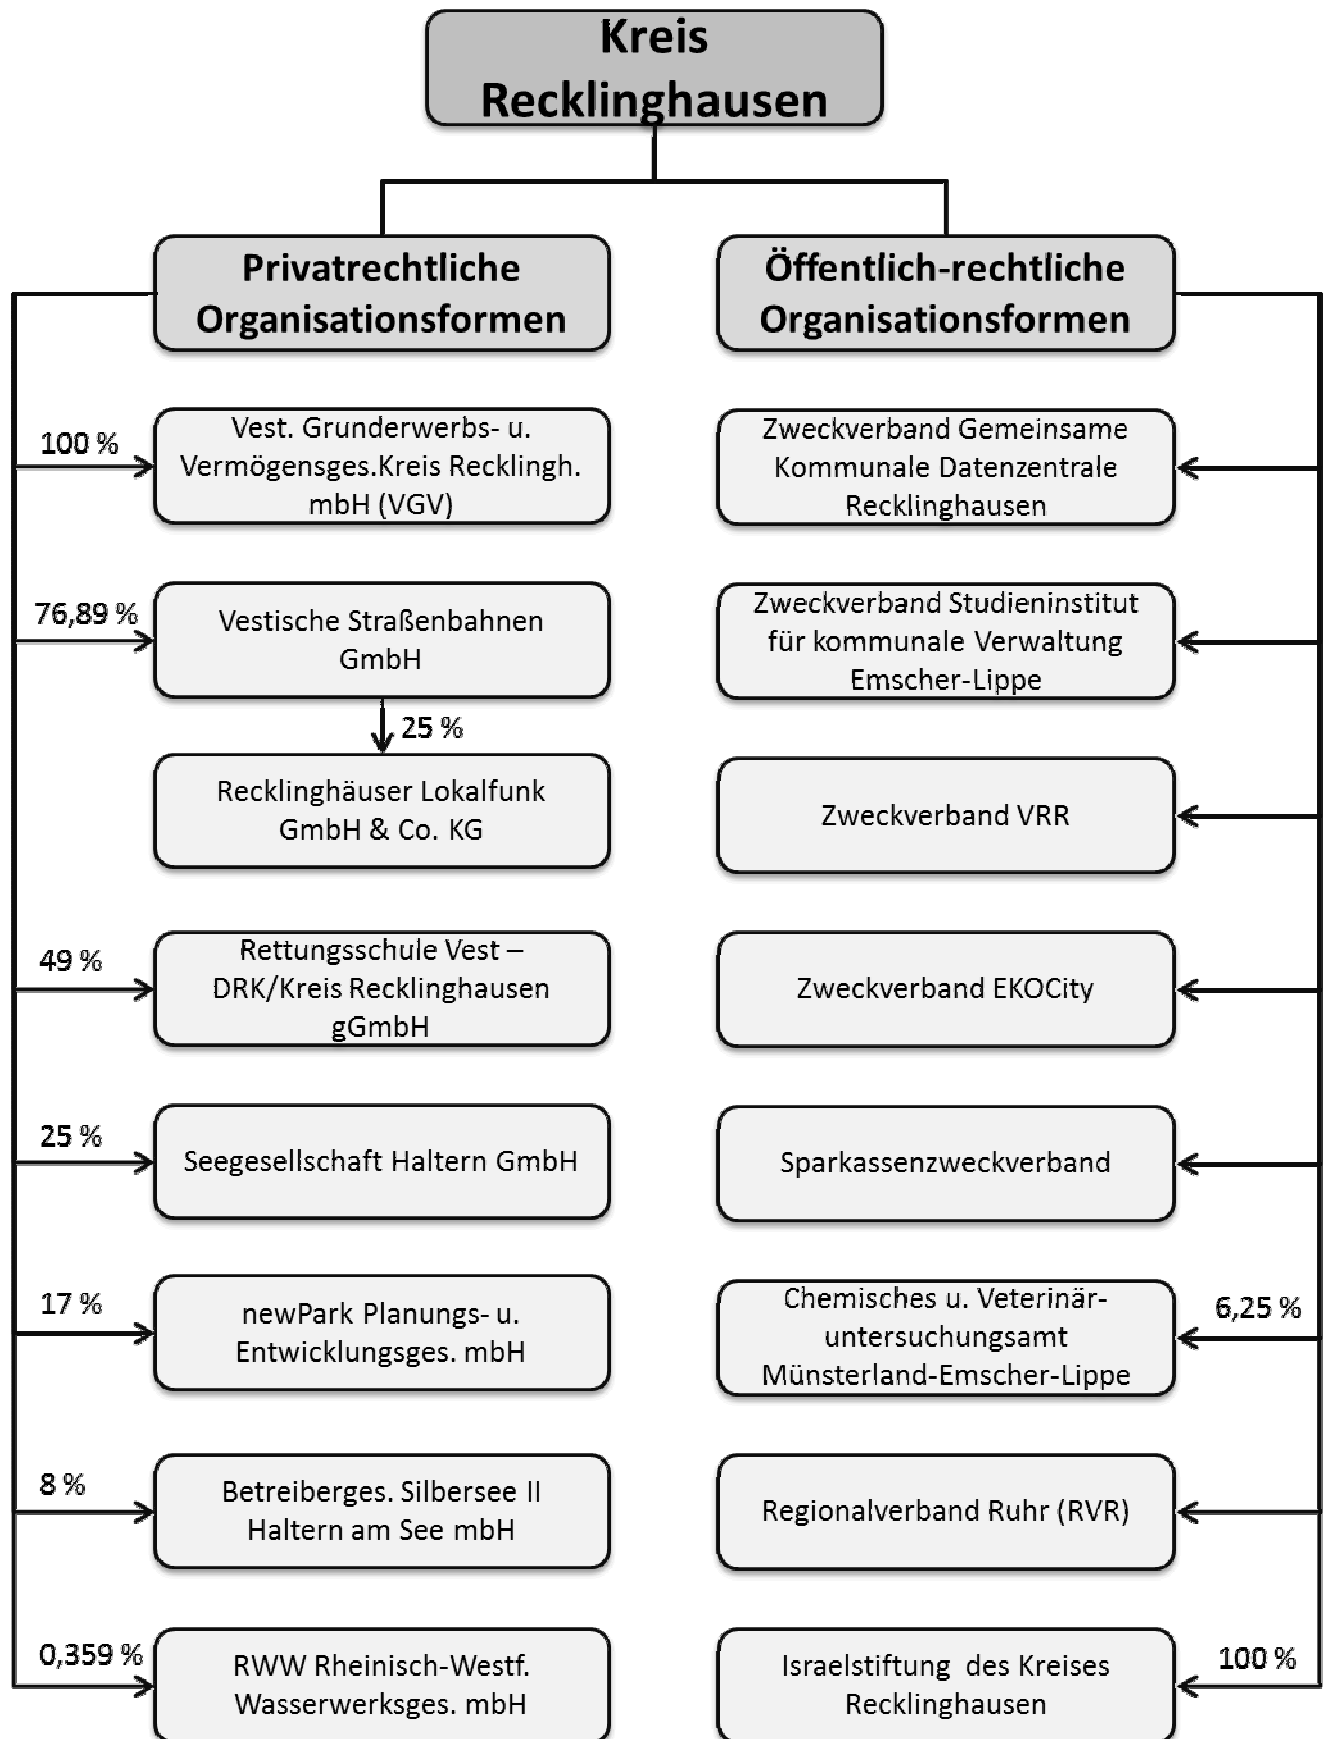 Kreis
Recklinghausen
Privatrechtliche
Organisationsformen
100 %
Vest. Grunderwerbs- u.
Vermögensges.Kreis Recklingh.
mbH (VGV)
76,89 %
Vestische Straßenbahnen
GmbH
25 %
Recklinghäuser Lokalfunk
GmbH & Co. KG
49 %
Rettungsschule Vest –
DRK/Kreis Recklinghausen
gGmbH
25 %
Seegesellschaft Haltern GmbH
17 %
newPark Planungs- u.
Entwicklungsges. mbH
8 %
Betreiberges. Silbersee II
Haltern am See mbH
0,359 %
RWW Rheinisch-Westf.
Wasserwerksges. mbH
Öffentlich-rechtliche
Organisationsformen
Zweckverband Gemeinsame
Kommunale Datenzentrale
Recklinghausen
Zweckverband Studieninstitut
für kommunale Verwaltung
Emscher-Lippe
Zweckverband VRR
Zweckverband EKOCity
Sparkassenzweckverband
Chemisches u. Veterinär-
untersuchungsamt
Münsterland-Emscher-Lippe
6,25 %
Regionalverband Ruhr (RVR)
Israelstiftung des Kreises
Recklinghausen
100 %